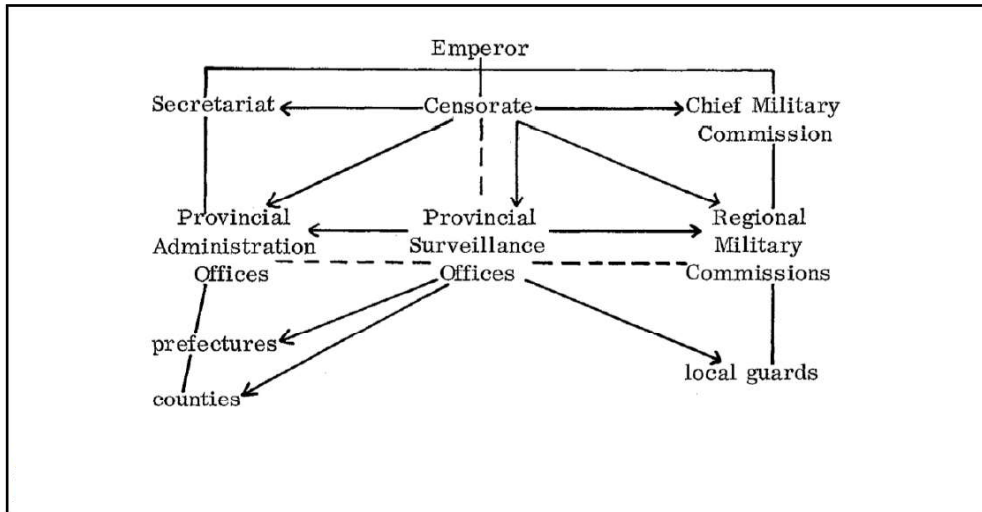 Emperor
Secretariat
Censorate
Chief Military
Commission
Provincial
Administration
Offices
Provincial
Surveillance
Offices
Regional
Military
Commissions
prefectures
local guards
counties